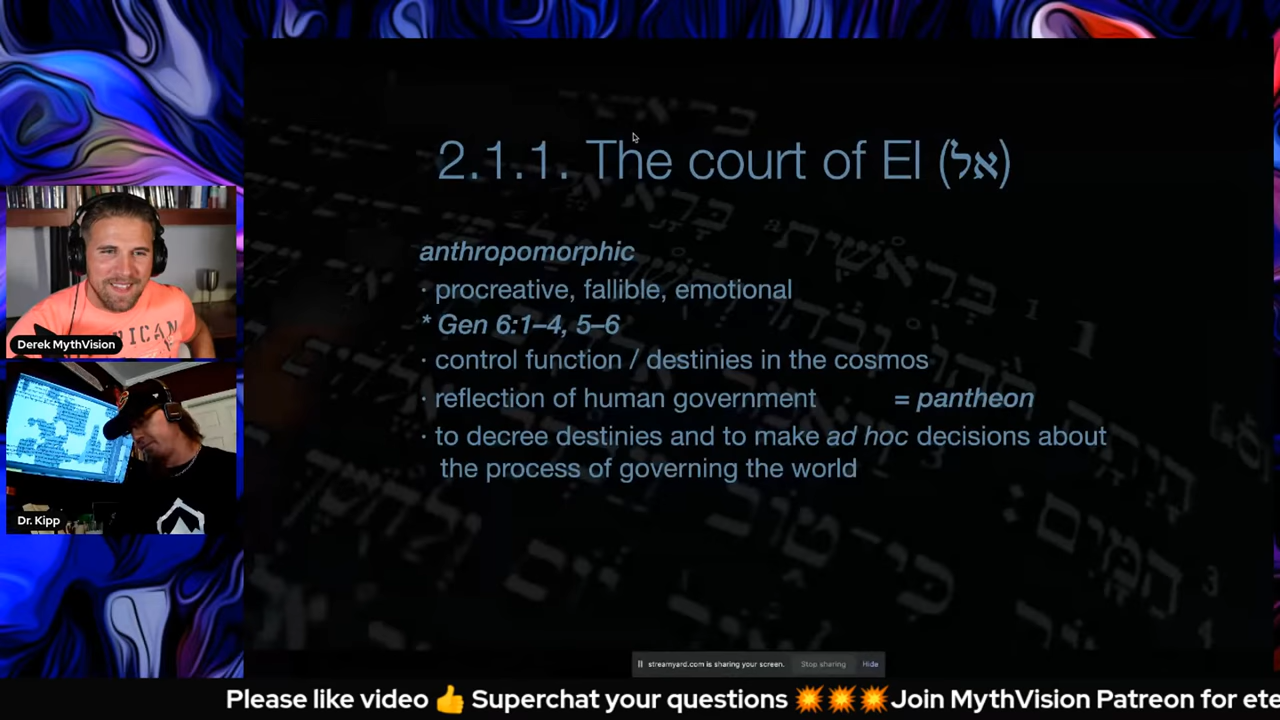 2.1.1. The court of El (אל)
anthropomorphic
· procreative, fallible, emotional
* Gen 6:1–4, 5–6
· control function / destinies in the cosmos
· reflection of human government = pantheon
· to decree destinies and to make ad hoc decisions about
the process of governing the world
Derek MythVision
Dr. Kipp
streamyard.com is sharing your screen. Stop sharing Hide
Please like video 👍 Superchat your questions 💥💥💥Join MythVision Patreon for ete